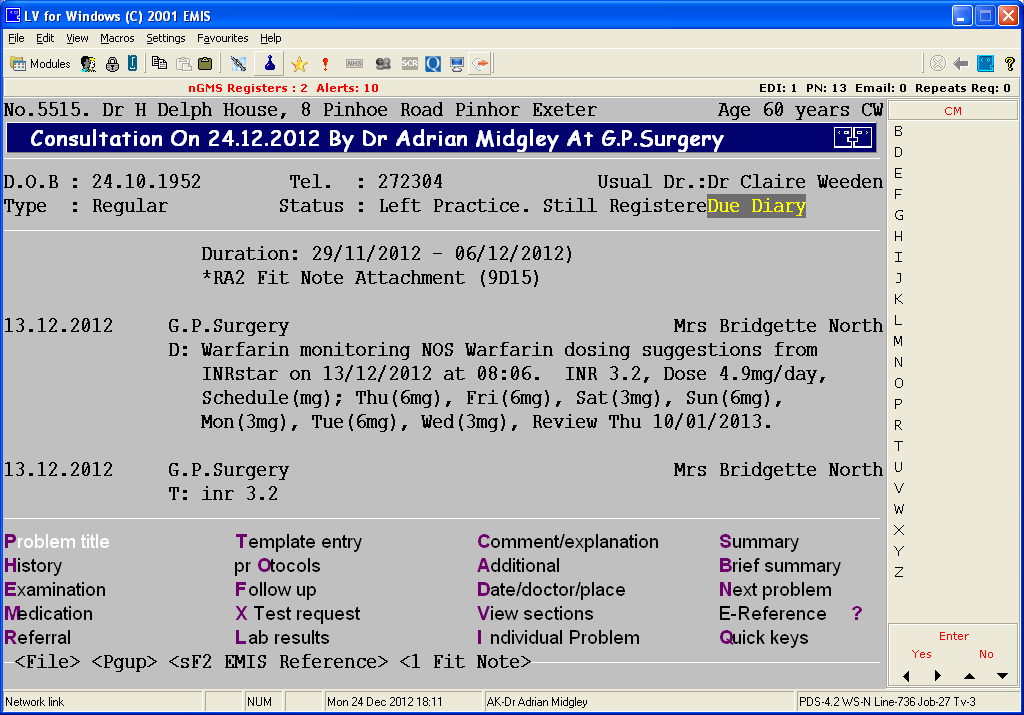 LV for Windows (C) 2001 EMIS
File Edit View Macros Settings Favourites Help
Modules NHS SCR Q ?
nGMS Registers : 2 Alerts: 10 EDI: 1 PN: 13 Email: 0 Repeats Req: 0
No.5515. Dr H Delph House, 8 Pinhoe Road Pinhor Exeter Age 60 years CW
CM
Consultation On 24.12.2012 By Dr Adrian Midgley At G.P.Surgery
D.O.B : 24.10.1952 Tel. : 272304 Usual Dr.:Dr Claire Weeden
Type : Regular Status : Left Practice. Still RegistereDue Diary
Duration: 29/11/2012 - 06/12/2012)
*RA2 Fit Note Attachment (9D15)
13.12.2012 G.P.Surgery Mrs Bridgette North
D: Warfarin monitoring NOS Warfarin dosing suggestions from
INRstar on 13/12/2012 at 08:06. INR 3.2, Dose 4.9mg/day,
Schedule(mg); Thu(6mg), Fri(6mg), Sat(3mg), Sun(6mg),
Mon(3mg), Tue(6mg), Wed(3mg), Review Thu 10/01/2013.
13.12.2012 G.P.Surgery Mrs Bridgette North
T: inr 3.2
Problem title Template entry Comment/explanation Summary
History pr Otocols Additional Brief summary
Examination Follow up Date/doctor/place Next problem
Medication X Test request View sections E-Reference ?
Referral Lab results I ndividual Problem Quick keys
<File> <Pgup> <sF2 EMIS Reference> <1 Fit Note>
B
D
E
F
G
H
I
J
K
L
M
N
O
P
R
T
U
V
W
X
Y
Z
Enter
Yes No
Network link NUM Mon 24 Dec 2012 18:11 AK-Dr Adrian Midgley PDS-4.2 WS-N Line-736 Job-27 Tv-3